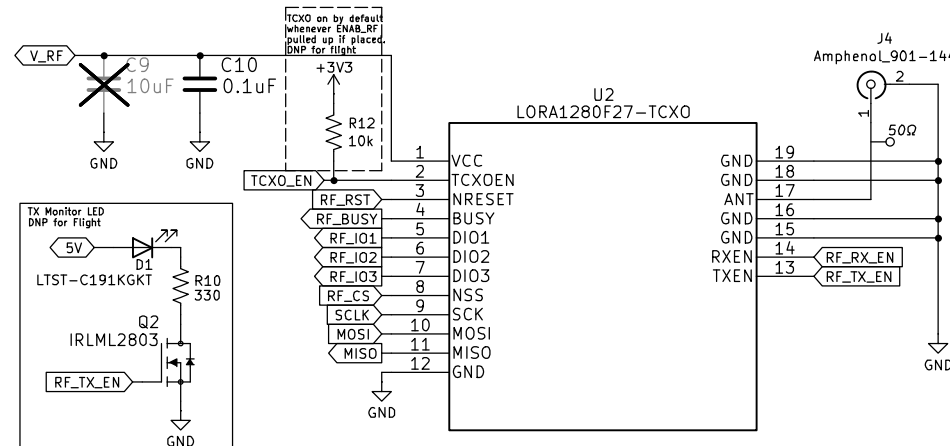 TCXO on by default
whenever ENAB_RF
pulled up if placed.
DNP for flight
V_RF
C9
10uF
C10
0.1uF
GND
GND
+3V3
R12
10k
TCXO_EN
RF_RST
RF_BUSY
RF_IO1
RF_IO2
RF_IO3
RF_CS
SCLK
MOSI
MISO
GND
U2
LORA1280F27-TCXO
1 VCC
2 TCXOEN
3 NRESET
4 BUSY
5 DIO1
6 DIO2
7 DIO3
8 NSS
9 SCK
10 MOSI
11 MISO
12 GND
GND 19
GND 18
ANT 17
GND 16
GND 15
RXEN 14
TXEN 13
RF_RX_EN
RF_TX_EN
J4
Amphenol_901-144
2
1
50Ω
GND
TX Monitor LED
DNP for Flight
5V
D1
LTST-C191KGKT
R10
330
Q2
IRLML2803
RF_TX_EN
GND